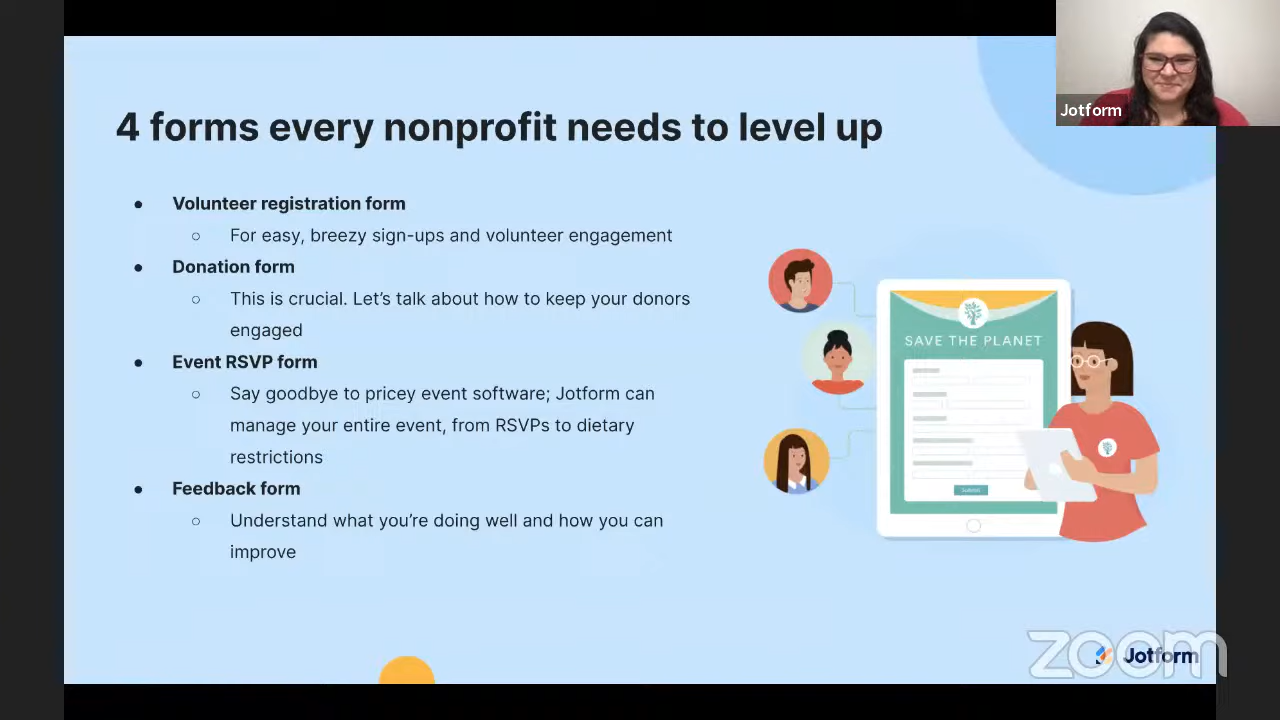 Jotform
4 forms every nonprofit needs to level up
● Volunteer registration form
○ For easy, breezy sign-ups and volunteer engagement
● Donation form
○ This is crucial. Let’s talk about how to keep your donors
engaged
● Event RSVP form
○ Say goodbye to pricey event software; Jotform can
manage your entire event, from RSVPs to dietary
restrictions
● Feedback form
○ Understand what you’re doing well and how you can
improve
SAVE THE PLANET
Submit
zoom
Jotform